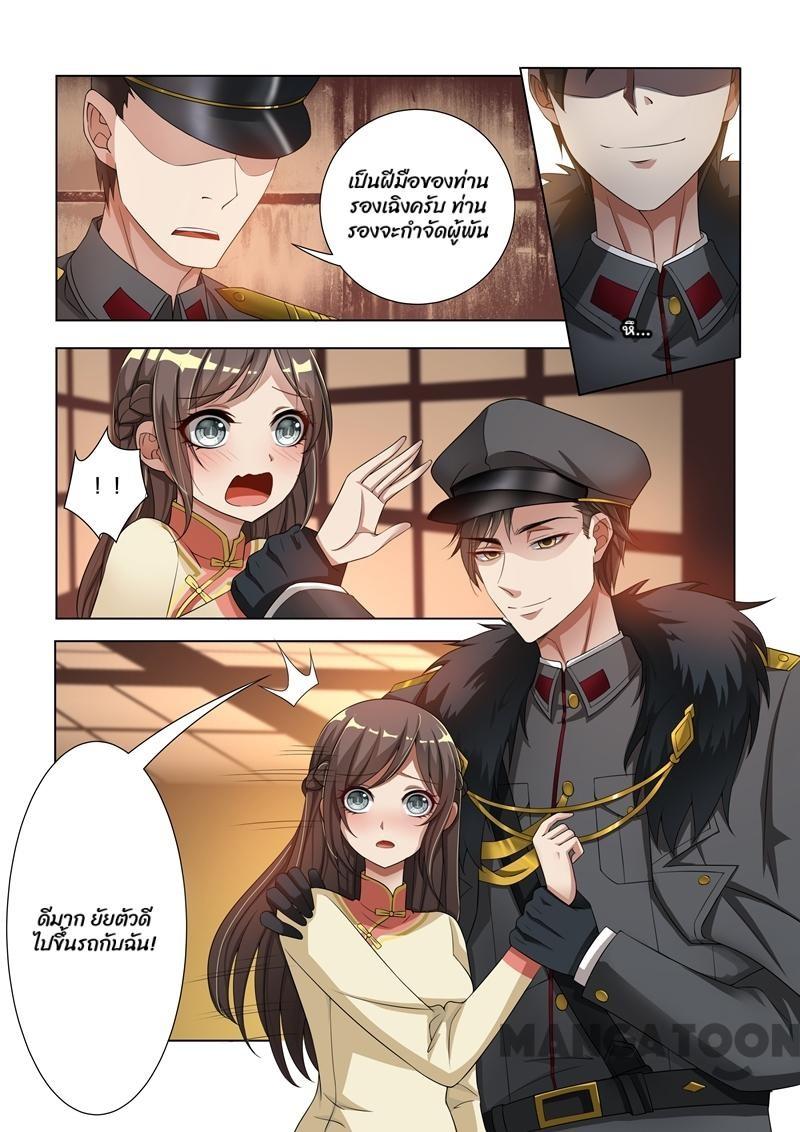 เป็นฝีมือของท่าน
รองเฉิงครับ ท่าน
รองจะกำจัดผู้พัน
หึ...
! !
ดีมาก ยัยตัวดี
ไปขึ้นรถกับฉัน!
MANGATOON